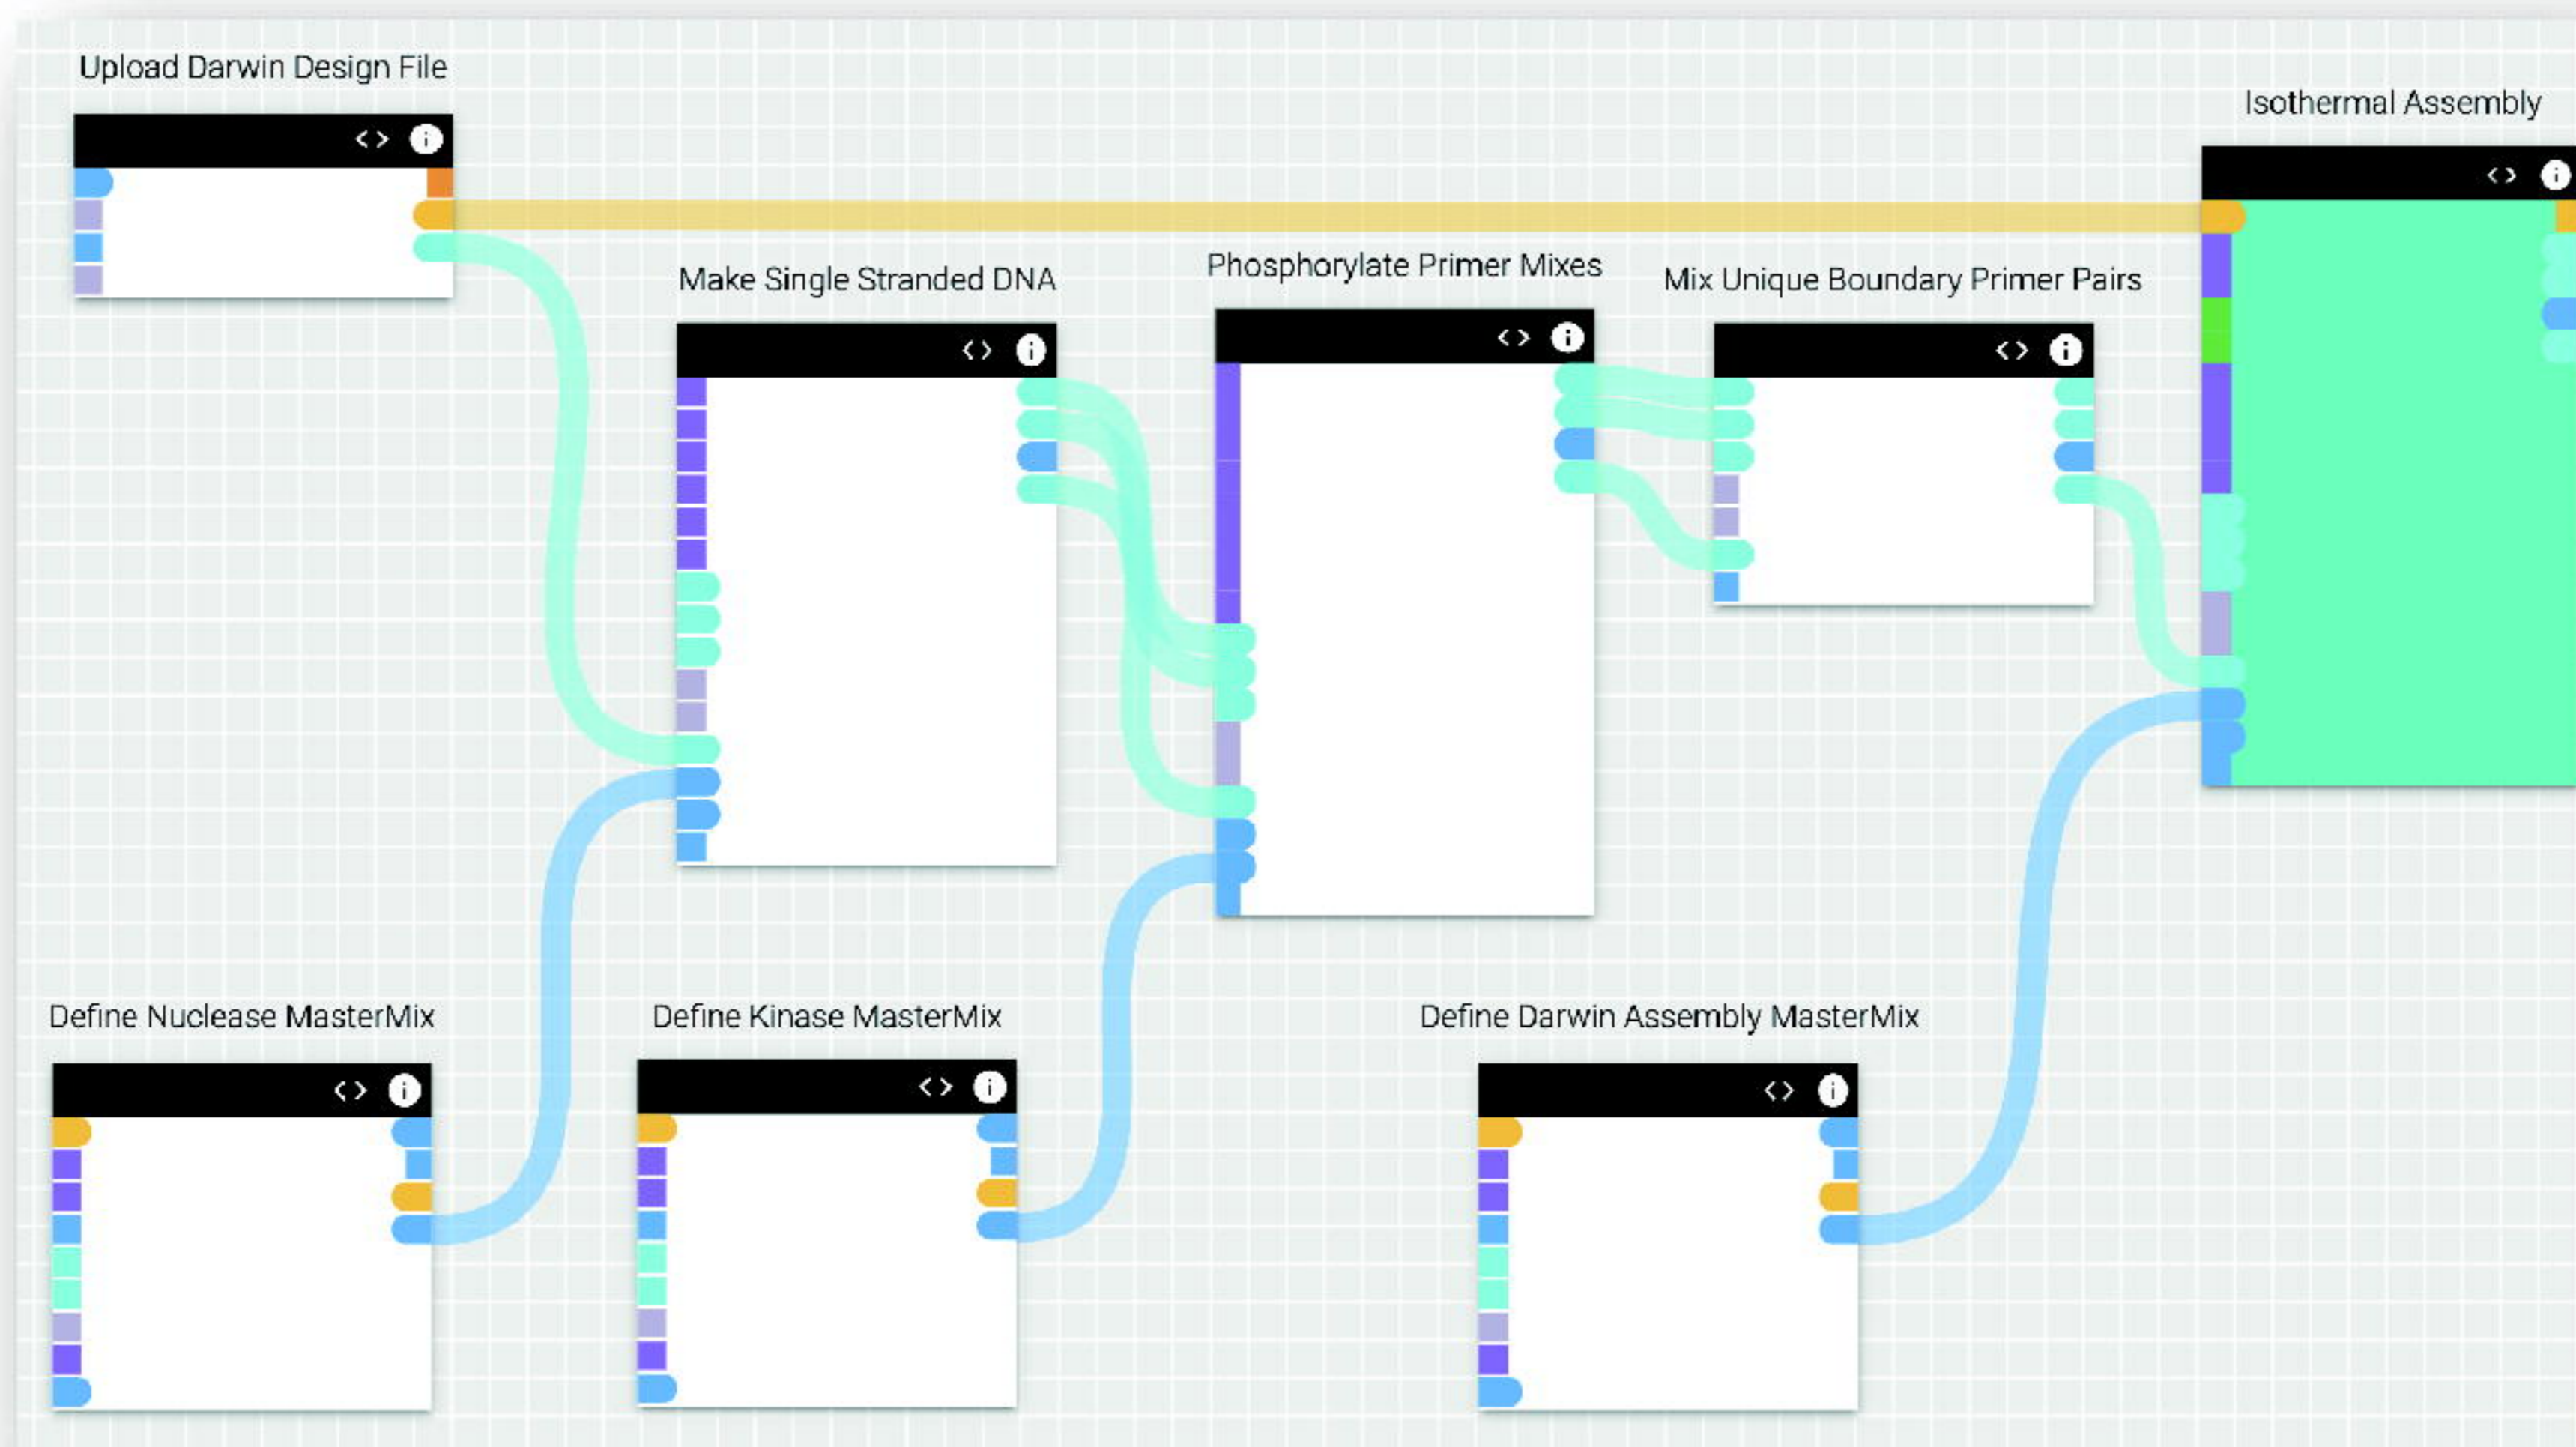 Upload Darwin Design File
Isothermal Assembly
Make Single Stranded DNA
Phosphorylate Primer Mixes
Mix Unique Boundary Primer Pairs
Define Nuclease MasterMix
Define Kinase MasterMix
Define Darwin Assembly MasterMix